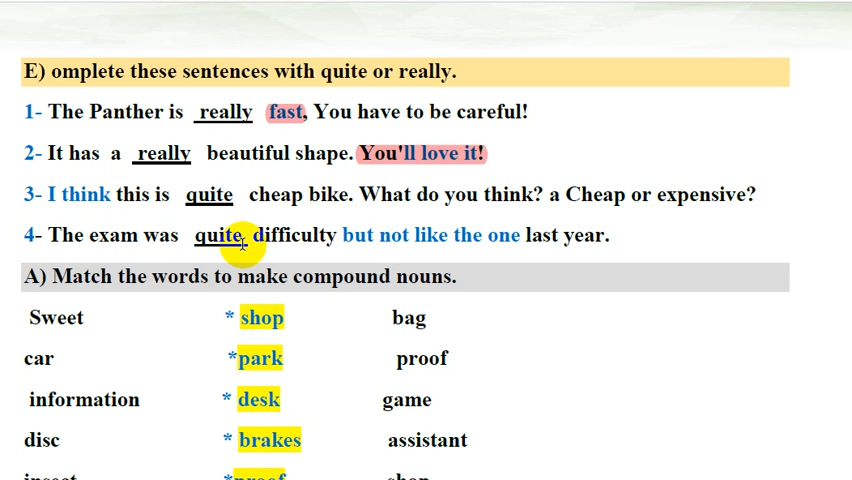 E) omplete these sentences with quite or really.
1- The Panther is really fast, You have to be careful!
2- It has a really beautiful shape. You'll love it!
3- I think this is quite cheap bike. What do you think? a Cheap or expensive?
4- The exam was quite difficulty but not like the one last year.
A) Match the words to make compound nouns.
Sweet * shop bag
car *park proof
information * desk game
disc * brakes assistant
insect *proof shop